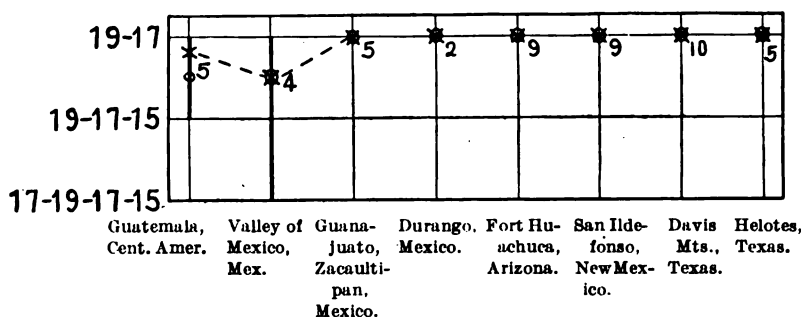 19-17
5
4
5
2
9
9
10
5
19-17-15
17-19-17-15
Guatemala,
Cent. Amer.
Valley of
Mexico,
Mex.
Guana-
juato,
Zacaulti-
pan,
Mexico.
Durango,
Mexico.
Fort Hu-
achuca,
Arizona.
San Ilde-
fonso,
New Mex-
ico.
Davis
Mts.,
Texas.
Helotes,
Texas.